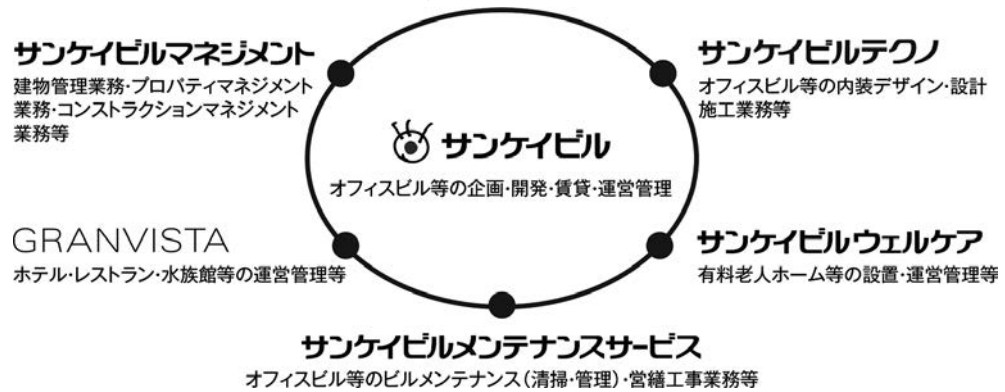 サンケイビルマネジメント
建物管理業務・プロパティマネジメント
業務・コンストラクションマネジメント
業務等
サンケイビルテクノ
オフィスビル等の内装デザイン・設計
施工業務等
サンケイビル
オフィスビル等の企画・開発・賃貸・運営管理
GRANVISTA
ホテル・レストラン・水族館等の運営管理等
サンケイビルウェルケア
有料老人ホーム等の設置・運営管理等
サンケイビルメンテナンスサービス
オフィスビル等のビルメンテナンス(清掃・管理)・営繕工事業務等